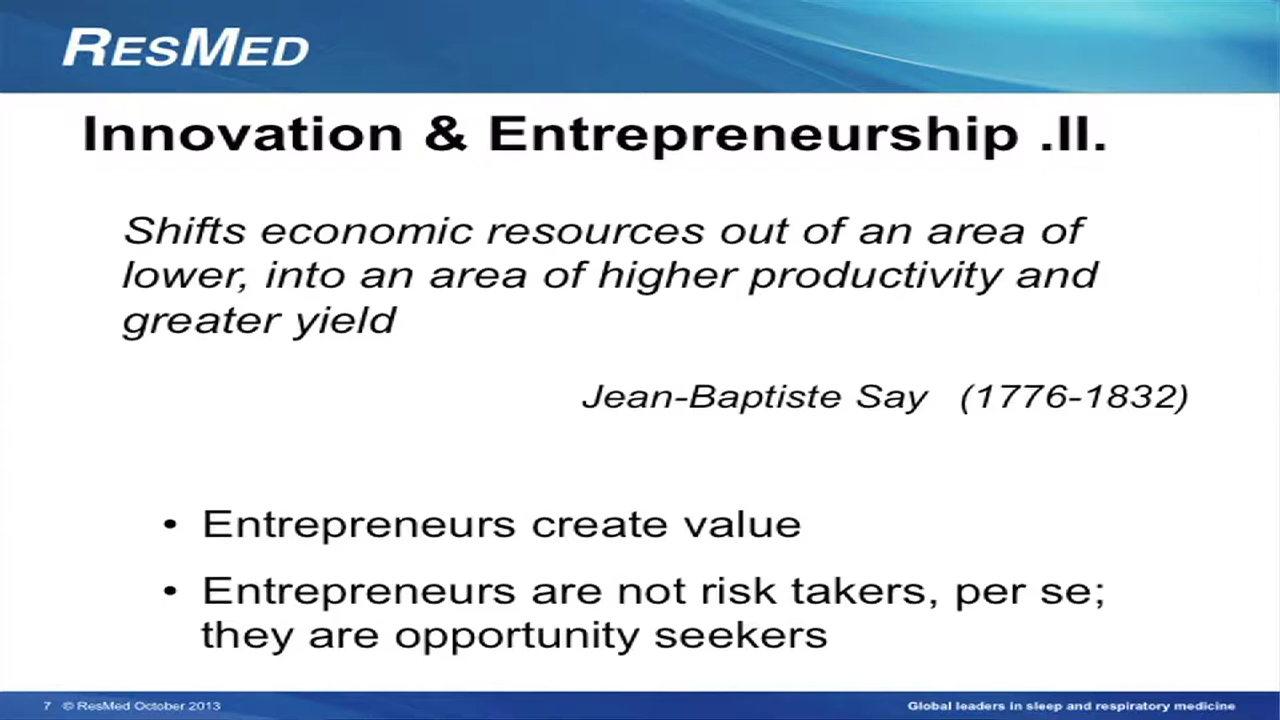 RESMED
Innovation & Entrepreneurship .II.
Shifts economic resources out of an area of
lower, into an area of higher productivity and
greater yield
Jean-Baptiste Say (1776-1832)
• Entrepreneurs create value
• Entrepreneurs are not risk takers, per se;
they are opportunity seekers
7 © ResMed October 2013
Global leaders in sleep and respiratory medicine